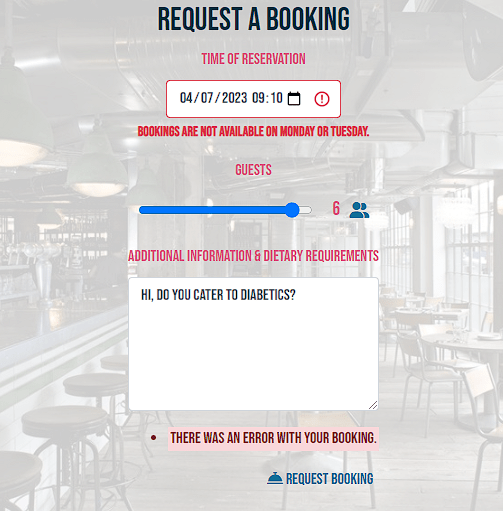 REQUEST A BOOKING
TIME OF RESERVATION
04/07/2023 09:10
BOOKINGS ARE NOT AVAILABLE ON MONDAY OR TUESDAY.
GUESTS
6
ADDITIONAL INFORMATION & DIETARY REQUIREMENTS
HI, DO YOU CATER TO DIABETICS?
THERE WAS AN ERROR WITH YOUR BOOKING.
REQUEST BOOKING